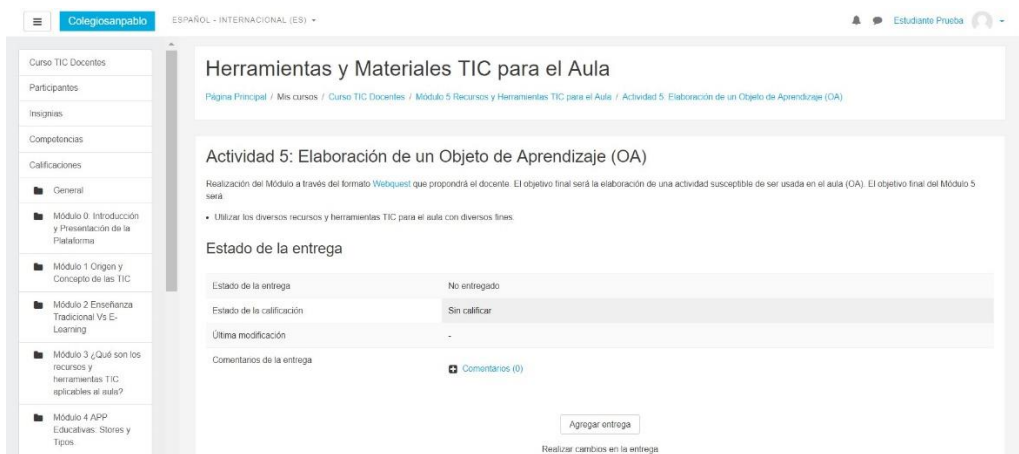 Colegiosanpablo
ESPAÑOL - INTERNACIONAL (ES)
Estudiante Prueba
Curso TIC Docentes
Participantes
Insignias
Competencias
Calificaciones
General
Módulo 0: Introducción
y Presentación de la
Plataforma
Módulo 1 Origen y
Concepto de las TIC
Módulo 2 Enseñanza
Tradicional Vs E-
Learning
Módulo 3 ¿Qué son los
recursos y
herramientas TIC
aplicables al aula?
Módulo 4 APP
Educativas: Stores y
Tipos
Herramientas y Materiales TIC para el Aula
Página Principal / Mis cursos / Curso TIC Docentes / Módulo 5 Recursos y Herramientas TIC para el Aula / Actividad 5: Elaboración de un Objeto de Aprendizaje (OA)
Actividad 5: Elaboración de un Objeto de Aprendizaje (OA)
Realización del Módulo a través del formato Webquest que propondrá el docente. El objetivo final será la elaboración de una actividad susceptible de ser usada en el aula (OA). El objetivo final del Módulo 5
será
• Utilizar los diversos recursos y herramientas TIC para el aula con diversos fines.
Estado de la entrega
Estado de la entrega No entregado
Estado de la calificación Sin calificar
Última modificación -
Comentarios de la entrega Comentarios (0)
Agregar entrega
Realizar cambios en la entrega